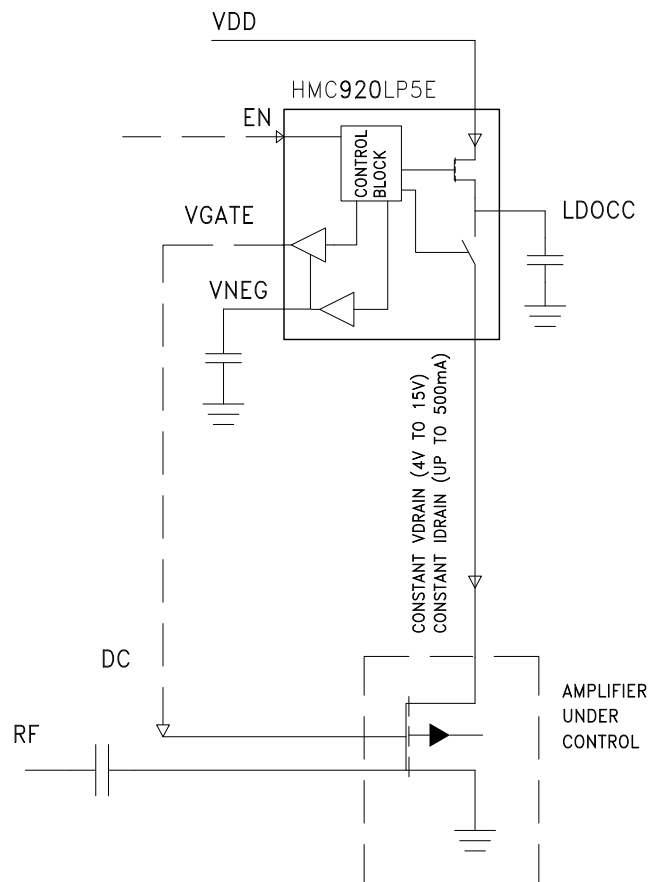 VDD
HMC920LP5E
EN
CONTROL
BLOCK
LDOCC
VGATE
VNEG
CONSTANT VDRAIN (4V TO 15V)
CONSTANT IDRAIN (UP TO 500mA)
DC
AMPLIFIER
UNDER
CONTROL
RF